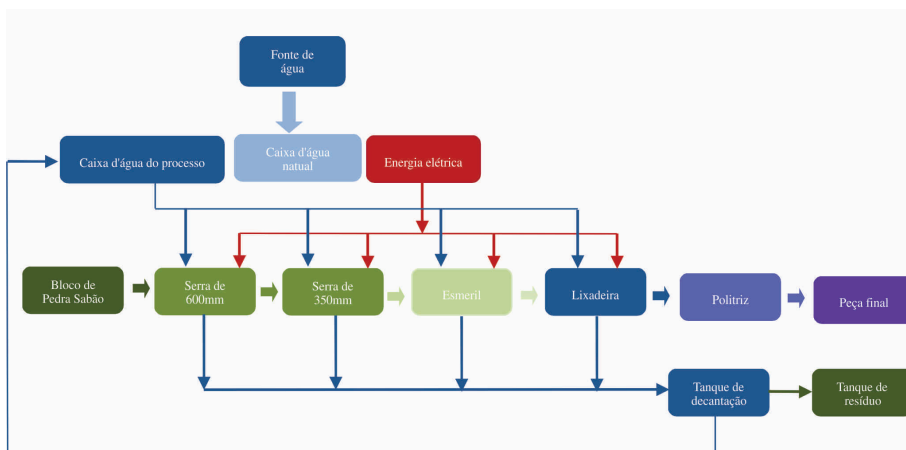 Fonte de
água
Caixa d'água do processo
Caixa d'água
natual
Energia elétrica
Bloco de
Pedra Sabão
Serra de
600mm
Serra de
350mm
Esmeril
Lixadeira
Politriz
Peça final
Tanque de
decantação
Tanque de
resíduo